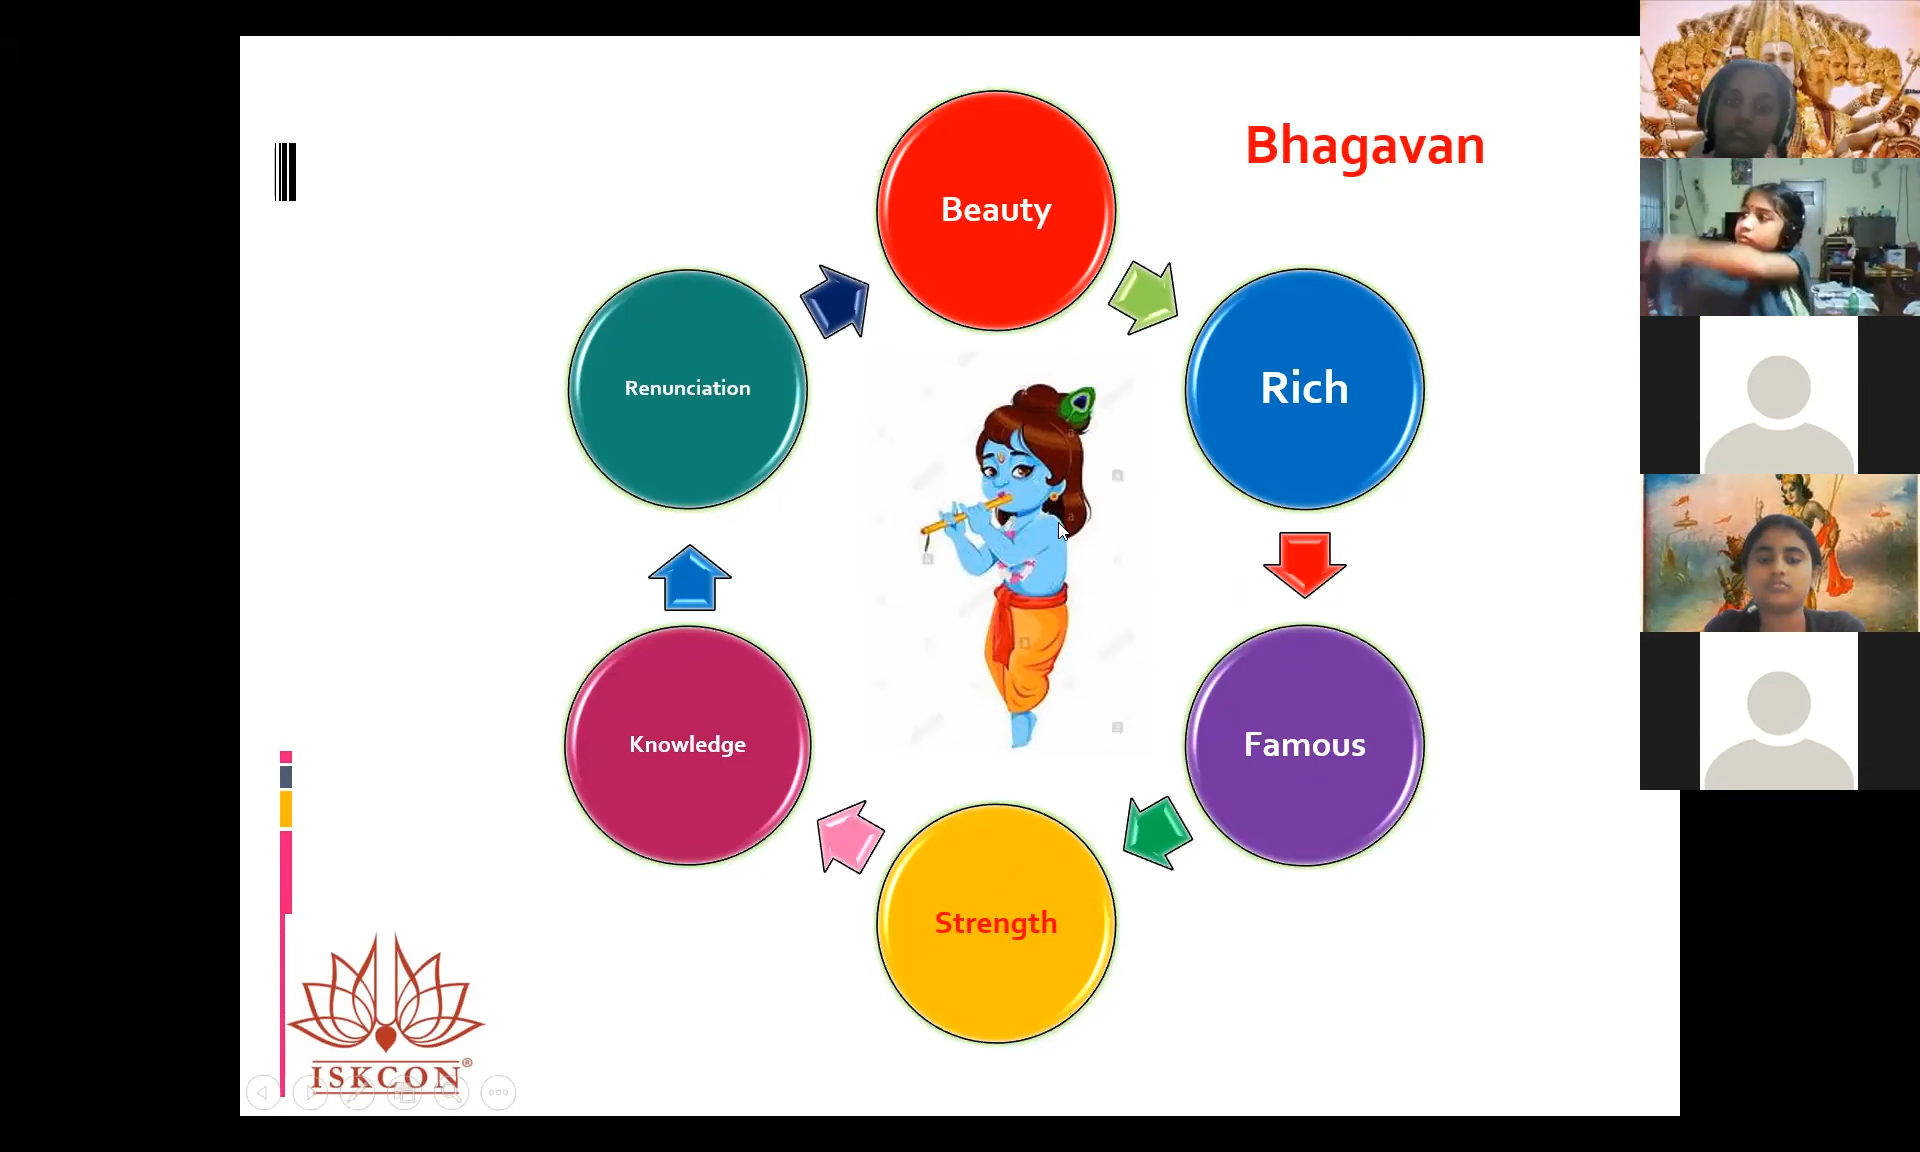 Bhagavan
Beauty
Rich
Famous
Strength
Knowledge
Renunciation
ISKCON®